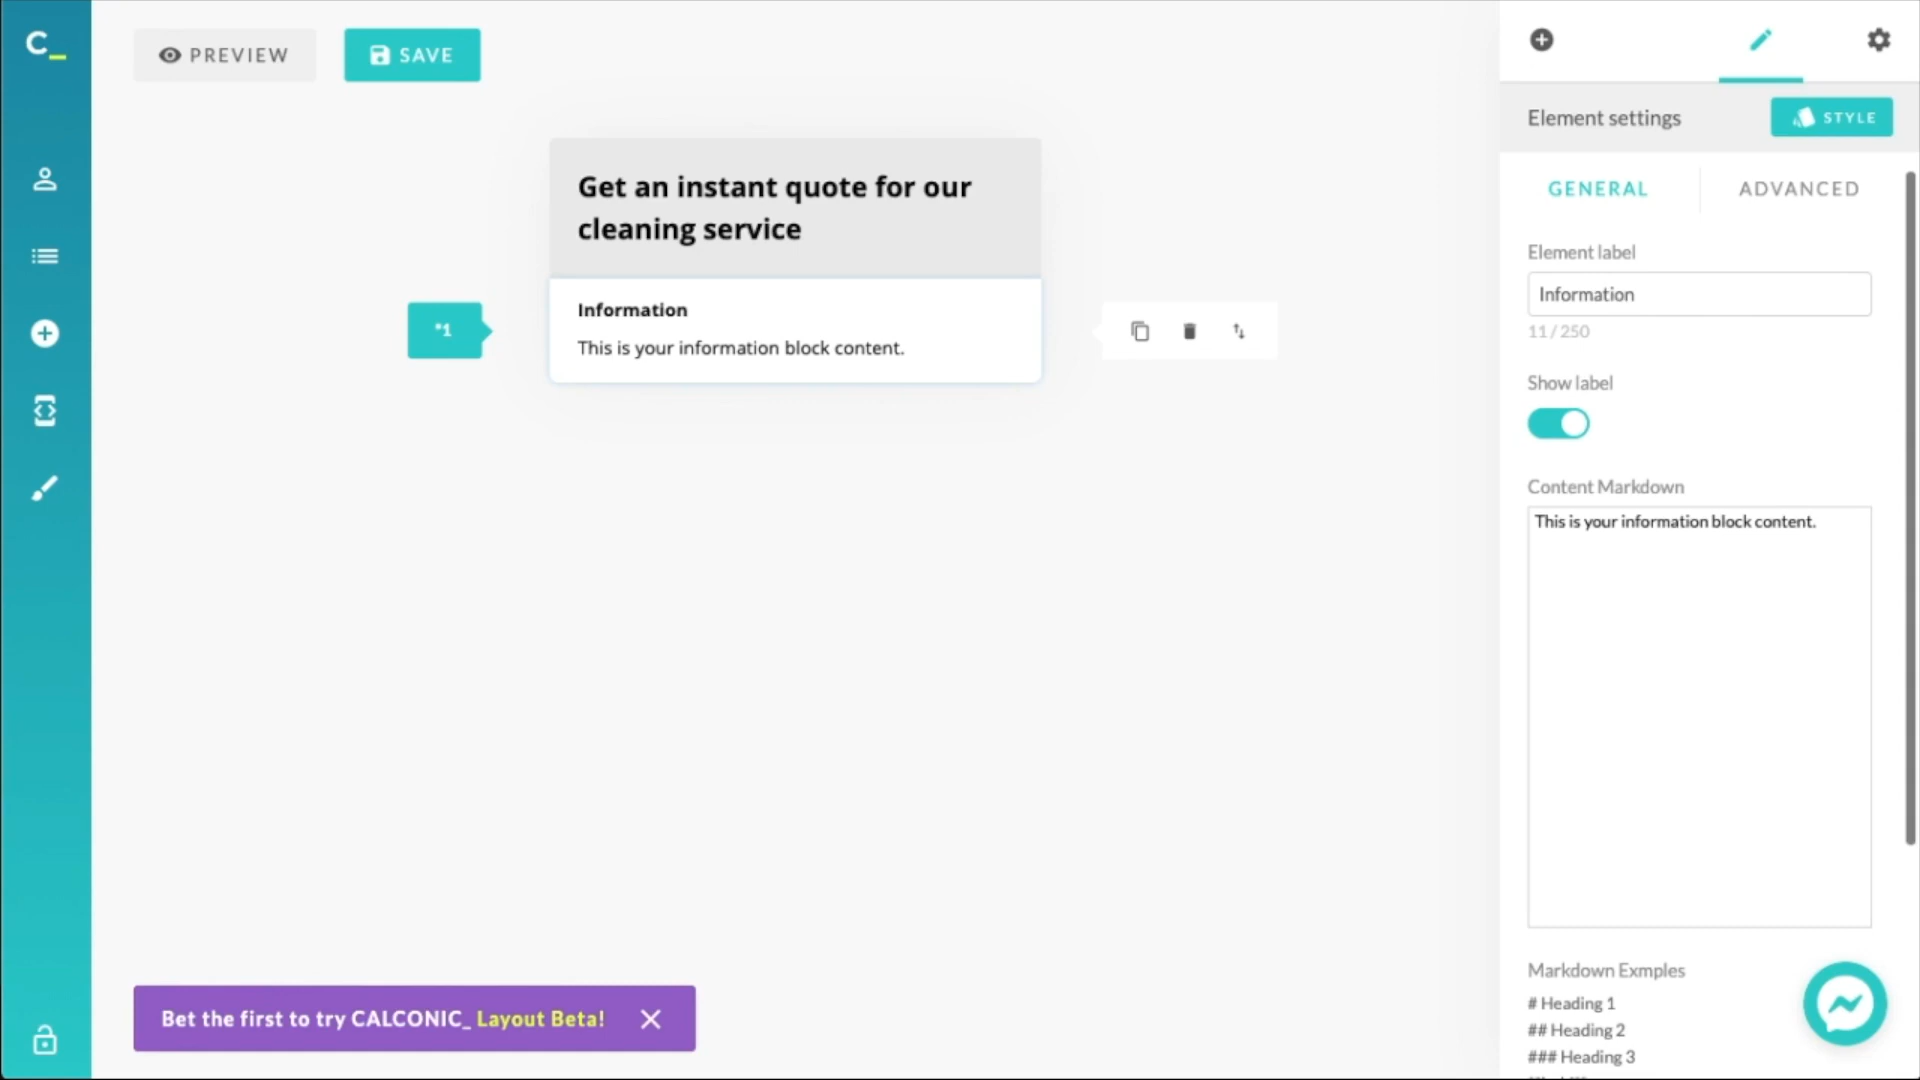 C_
PREVIEW
SAVE
Get an instant quote for our
cleaning service
*1
Information
This is your information block content.
Element settings
STYLE
GENERAL
ADVANCED
Element label
Information
11 / 250
Show label
Content Markdown
This is your information block content.
Markdown Exmples
# Heading 1
## Heading 2
### Heading 3
Bet the first to try CALCONIC_ Layout Beta!